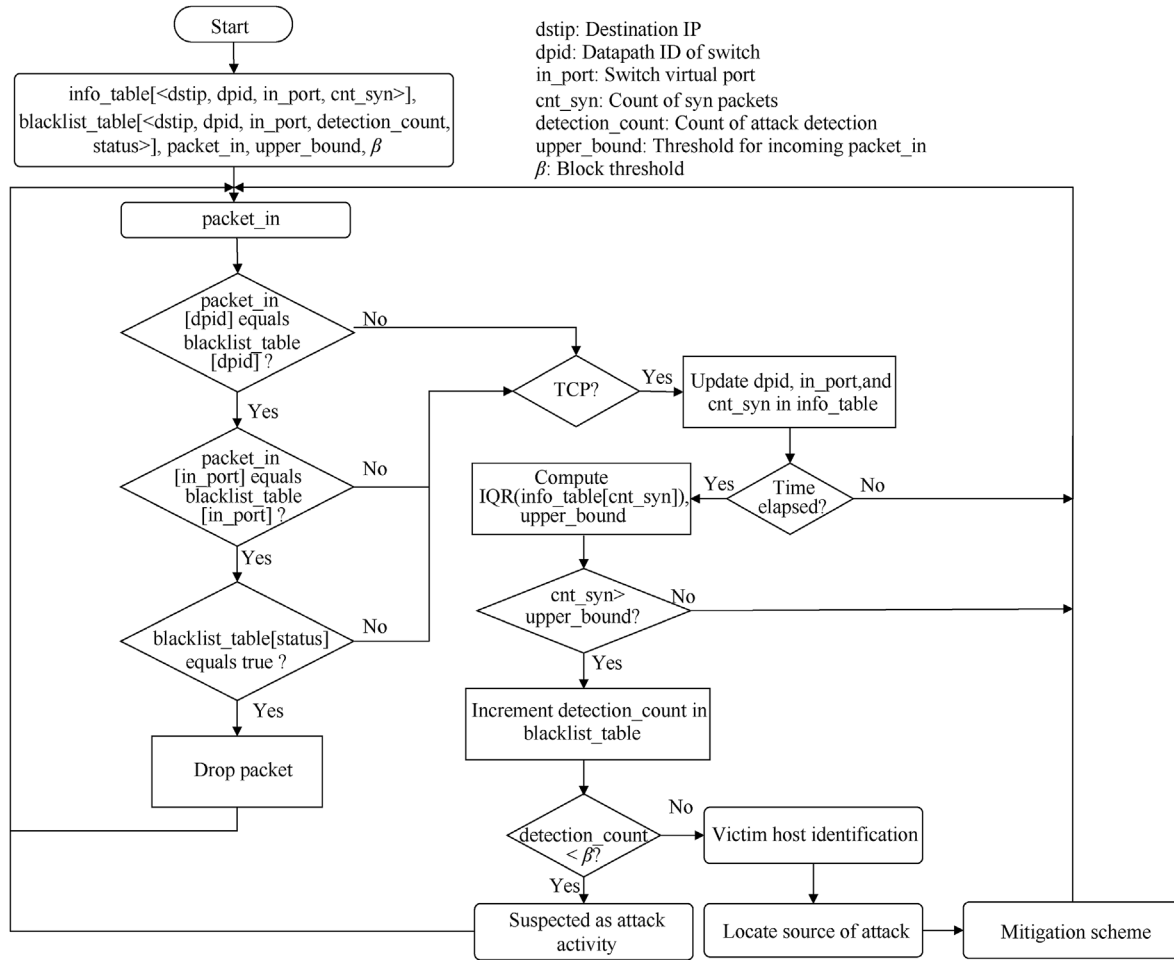 Start
dstip: Destination IP
dpid: Datapath ID of switch
in_port: Switch virtual port
cnt_syn: Count of syn packets
detection_count: Count of attack detection
upper_bound: Threshold for incoming packet_in
β: Block threshold
info_table[<dstip, dpid, in_port, cnt_syn>],
blacklist_table[<dstip, dpid, in_port, detection_count,
status>], packet_in, upper_bound, β
packet_in
packet_in
[dpid] equals
blacklist_table
[dpid] ?
No
Yes
TCP?
Yes
Update dpid, in_port,and
cnt_syn in info_table
packet_in
[in_port] equals
blacklist_table
[in_port] ?
No
Yes
Time
elapsed?
No
Yes
Compute
IQR(info_table[cnt_syn]),
upper_bound
blacklist_table[status]
equals true ?
No
Yes
cnt_syn>
upper_bound?
No
Yes
Drop packet
Increment detection_count in
blacklist_table
detection_count
< β?
No
Yes
Victim host identification
Suspected as attack
activity
Locate source of attack
Mitigation scheme